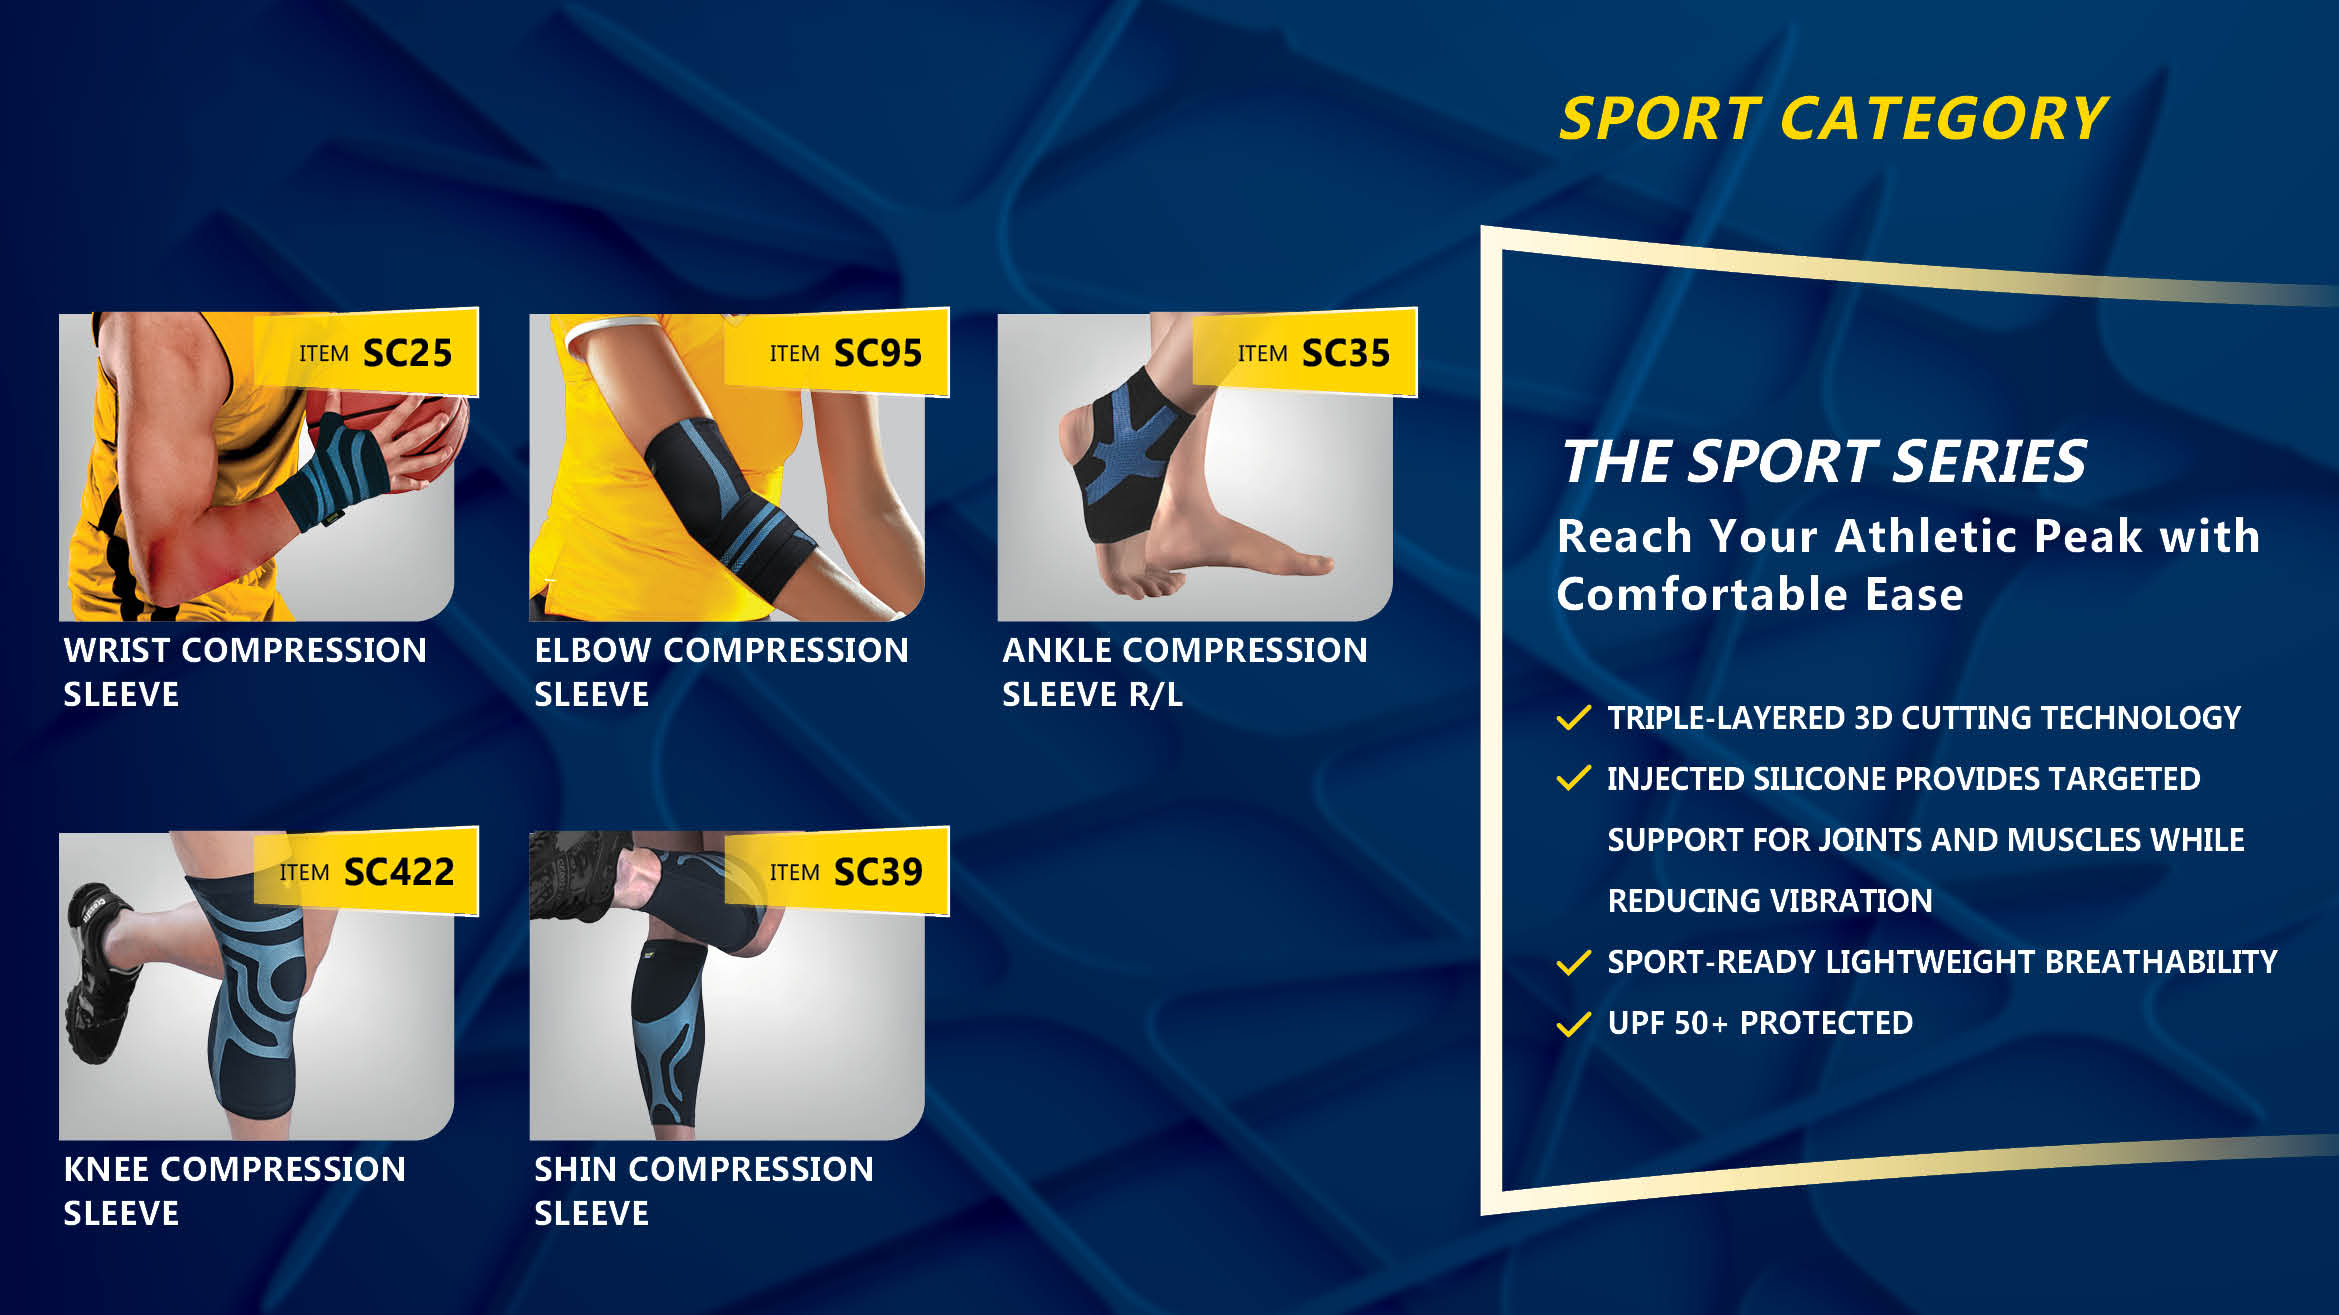 SPORT CATEGORY
ITEM SC25
WRIST COMPRESSION
SLEEVE
ITEM SC95
ELBOW COMPRESSION
SLEEVE
ITEM SC35
ANKLE COMPRESSION
SLEEVE R/L
ITEM SC422
KNEE COMPRESSION
SLEEVE
ITEM SC39
SHIN COMPRESSION
SLEEVE
THE SPORT SERIES
Reach Your Athletic Peak with
Comfortable Ease
TRIPLE-LAYERED 3D CUTTING TECHNOLOGY
INJECTED SILICONE PROVIDES TARGETED
SUPPORT FOR JOINTS AND MUSCLES WHILE
REDUCING VIBRATION
SPORT-READY LIGHTWEIGHT BREATHABILITY
UPF 50+ PROTECTED